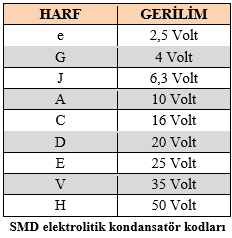 HARF GERİLİM
e 2,5 Volt
G 4 Volt
J 6,3 Volt
A 10 Volt
C 16 Volt
D 20 Volt
E 25 Volt
V 35 Volt
H 50 Volt
SMD elektrolitik kondansatör kodları